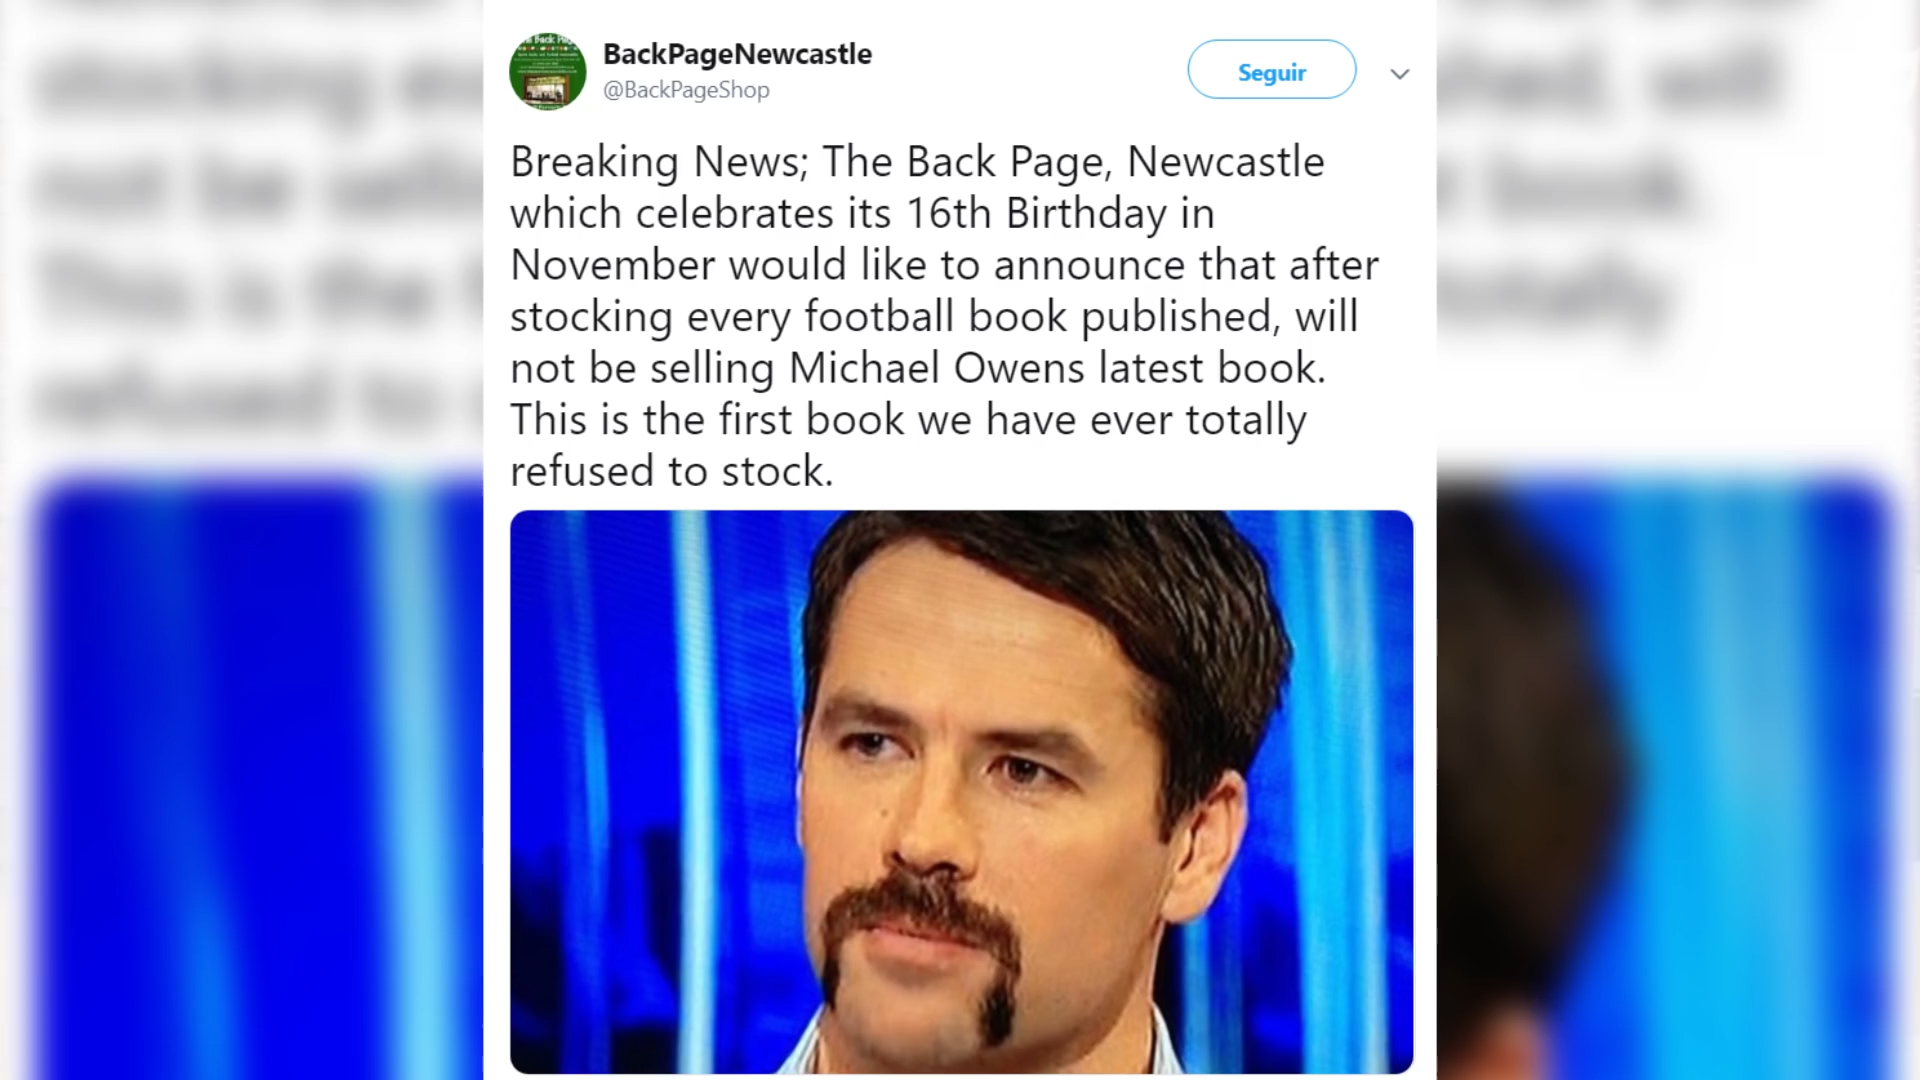 BackPageNewcastle
@BackPageShop
Seguir
Breaking News; The Back Page, Newcastle
which celebrates its 16th Birthday in
November would like to announce that after
stocking every football book published, will
not be selling Michael Owens latest book.
This is the first book we have ever totally
refused to stock.